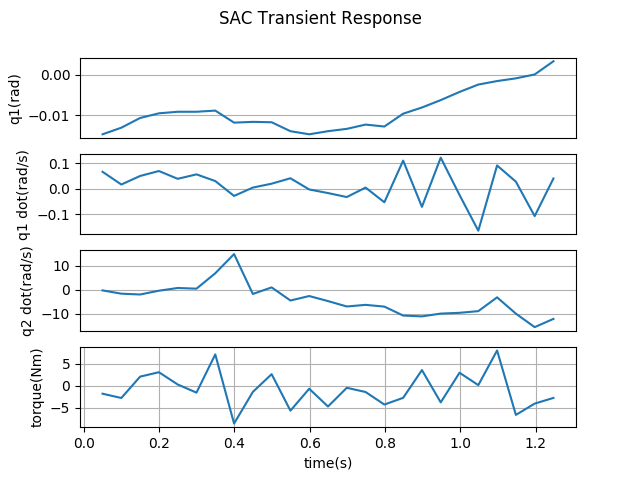 SAC Transient Response
q1(rad)
0.00
−0.01
q1 dot(rad/s)
0.1
0.0
−0.1
q2 dot(rad/s)
10
0
−10
torque(Nm)
5
0
−5
0.0 0.2 0.4 0.6 0.8 1.0 1.2
time(s)